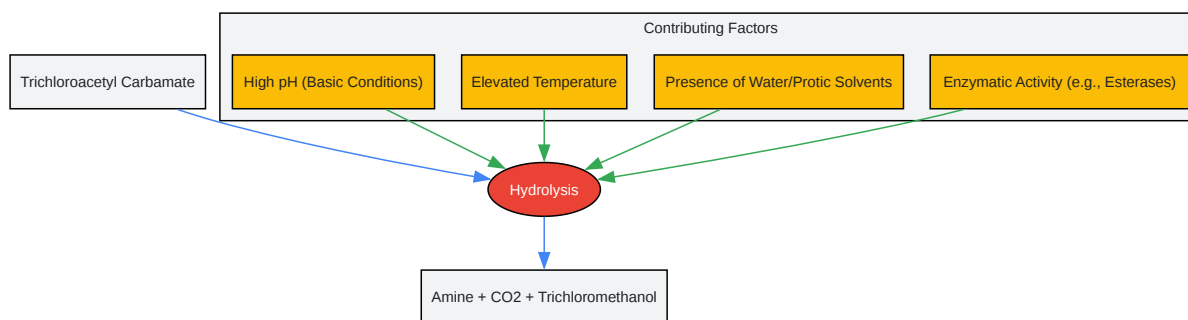 Contributing Factors
Trichloroacetyl Carbamate
High pH (Basic Conditions)
Elevated Temperature
Presence of Water/Protic Solvents
Enzymatic Activity (e.g., Esterases)
Hydrolysis
Amine + CO2 + Trichloromethanol